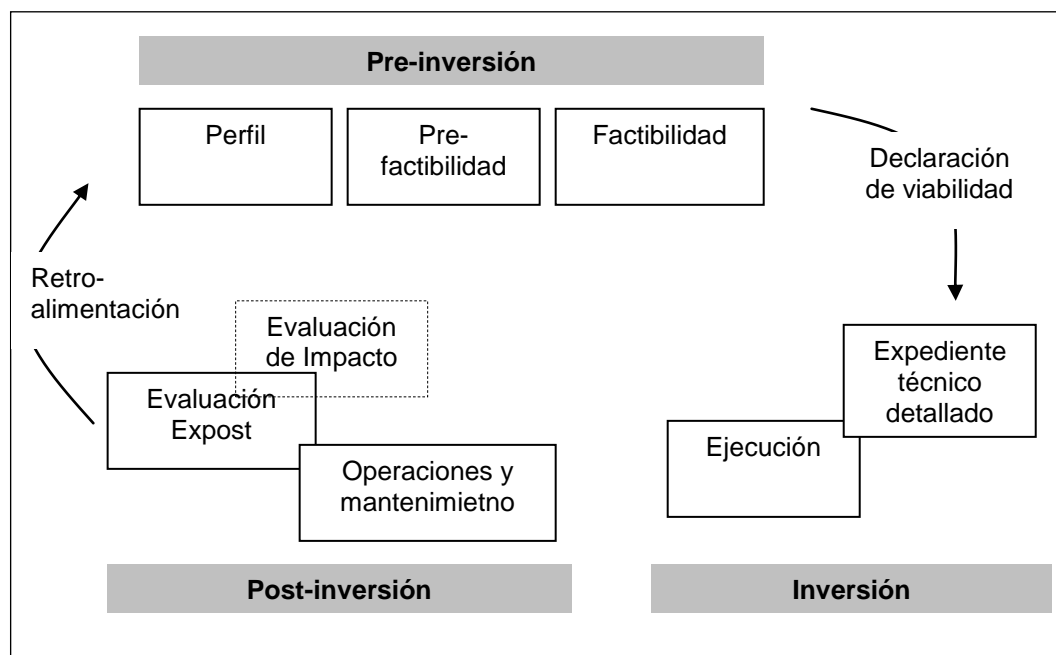 Pre-inversión
Perfil
Pre-
factibilidad
Factibilidad
Declaración
de viabilidad
Retro-
alimentación
Evaluación
de Impacto
Expediente
técnico
detallado
Evaluación
Expost
Ejecución
Operaciones y
mantenimietno
Post-inversión
Inversión